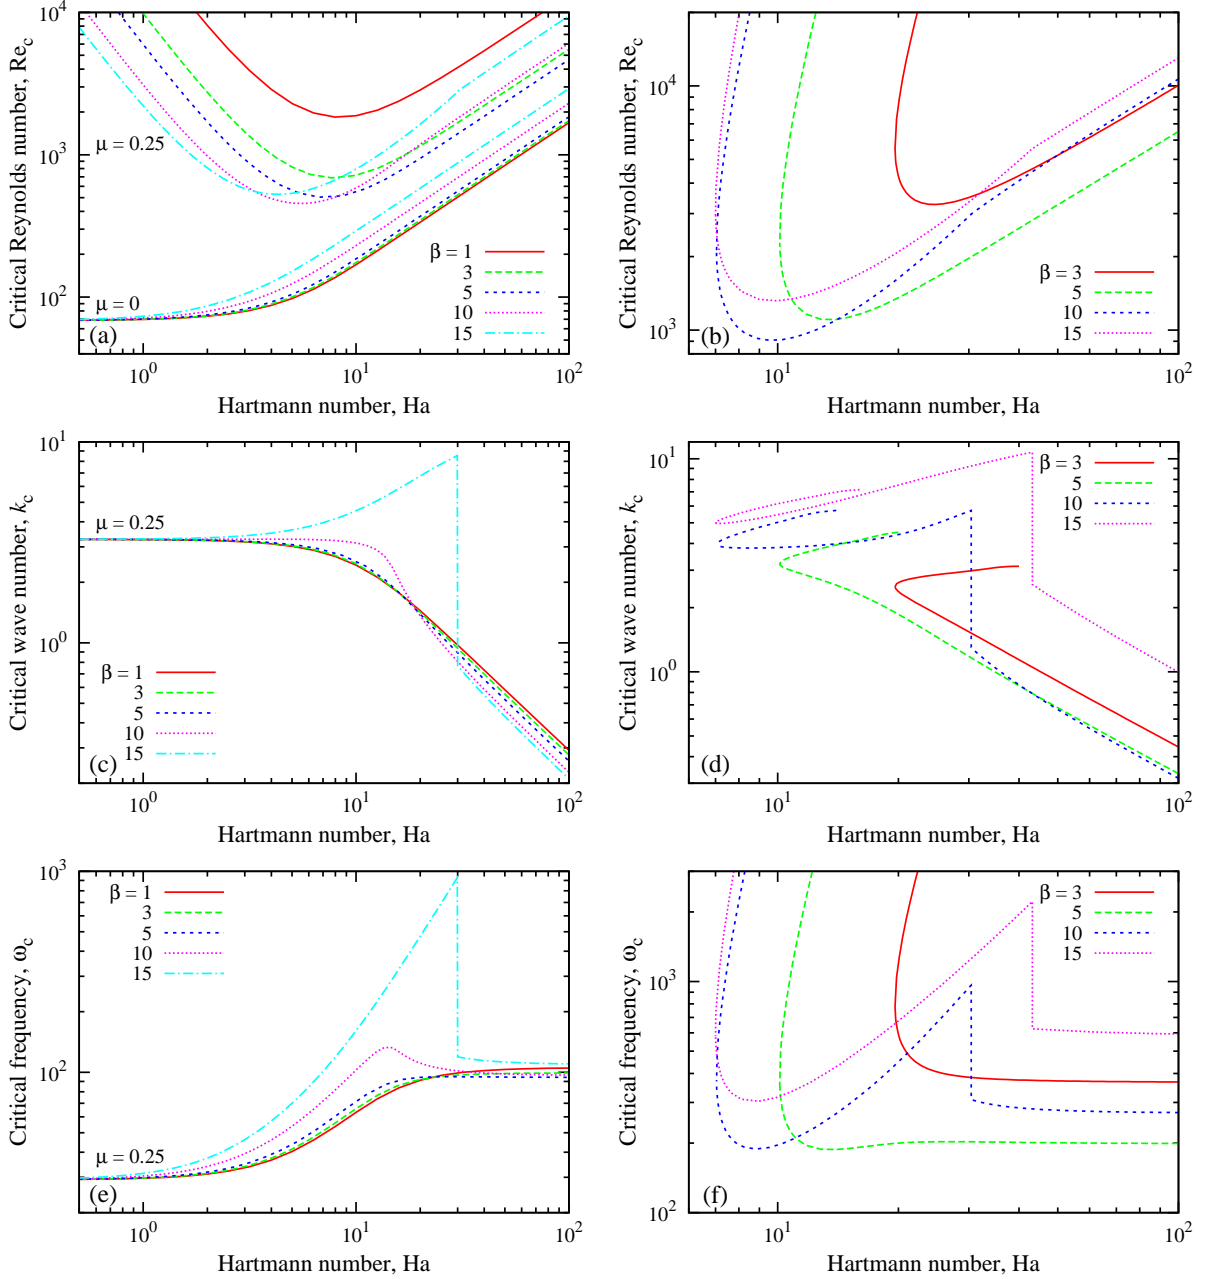 Critical Reynolds number, Re_c
10^4
10^3
10^2
μ = 0.25
μ = 0
β = 1
3
5
10
15
(a)
10^0
10^1
10^2
Hartmann number, Ha
Critical Reynolds number, Re_c
10^4
10^3
β = 3
5
10
15
(b)
10^1
10^2
Hartmann number, Ha
Critical wave number, k_c
10^1
10^0
μ = 0.25
β = 1
3
5
10
15
(c)
10^0
10^1
10^2
Hartmann number, Ha
Critical wave number, k_c
10^1
10^0
β = 3
5
10
15
(d)
10^1
10^2
Hartmann number, Ha
Critical frequency, ω_c
10^3
10^2
β = 1
3
5
10
15
μ = 0.25
(e)
10^0
10^1
10^2
Hartmann number, Ha
Critical frequency, ω_c
10^3
10^2
β = 3
5
10
15
(f)
10^1
10^2
Hartmann number, Ha